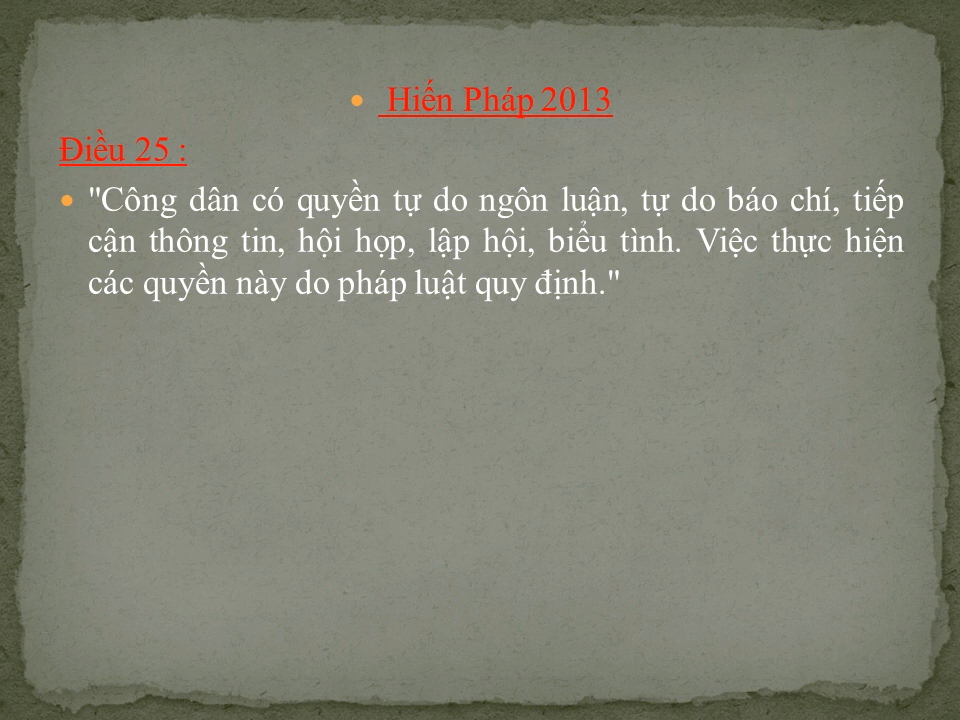 • Hiến Pháp 2013
Điều 25 :
• "Công dân có quyền tự do ngôn luận, tự do báo chí, tiếp
cận thông tin, hội họp, lập hội, biểu tình. Việc thực hiện
các quyền này do pháp luật quy định."